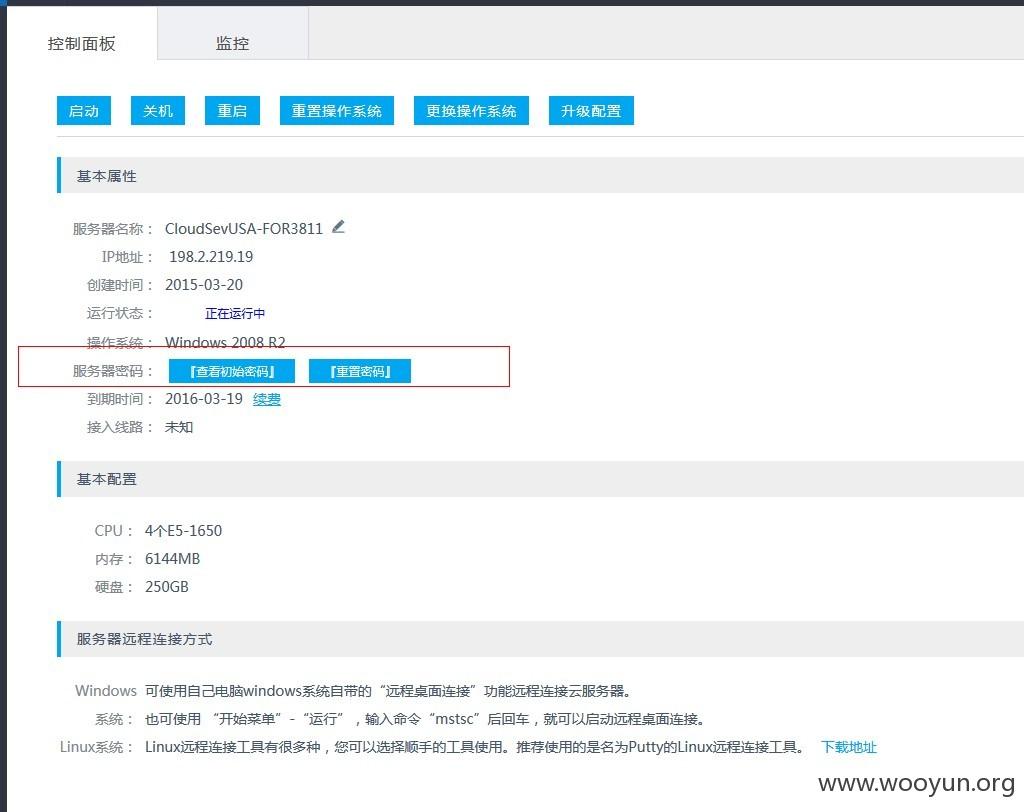 控制面板 监控
启动 关机 重启 重置操作系统 更换操作系统 升级配置
基本属性
服务器名称： CloudSevUSA-FOR3811
IP地址： 198.2.219.19
创建时间： 2015-03-20
运行状态： 正在运行中
操作系统： Windows 2008 R2
服务器密码： 『查看初始密码』 『重置密码』
到期时间： 2016-03-19 续费
接入线路： 未知
基本配置
CPU： 4个E5-1650
内存： 6144MB
硬盘： 250GB
服务器远程连接方式
Windows 可使用自己电脑windows系统自带的“远程桌面连接”功能远程连接云服务器。
系统： 也可使用 “开始菜单”-“运行”，输入命令“mstsc”后回车，就可以启动远程桌面连接。
Linux系统： Linux远程连接工具有很多种，您可以选择顺手的工具使用。推荐使用的是名为Putty的Linux远程连接工具。 下载地址
www.wooyun.org